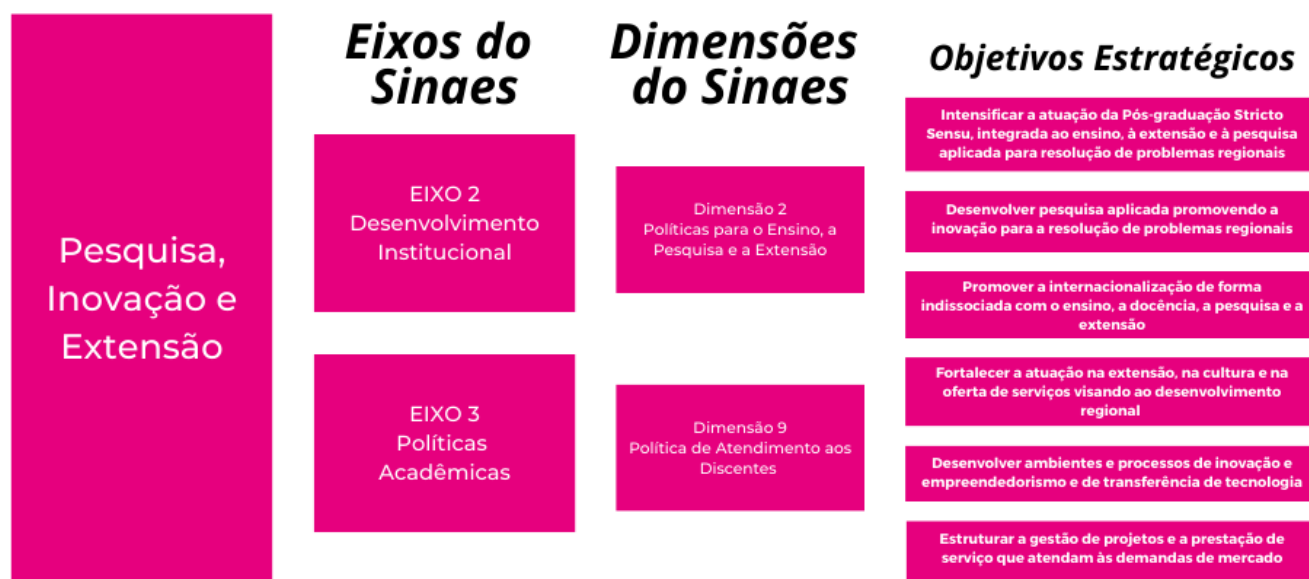 Pesquisa,
Inovação e
Extensão
Eixos do
Sinaes
EIXO 2
Desenvolvimento
Institucional
EIXO 3
Políticas
Acadêmicas
Dimensões
do Sinaes
Dimensão 2
Políticas para o Ensino, a
Pesquisa e a Extensão
Dimensão 9
Política de Atendimento aos
Discentes
Objetivos Estratégicos
Intensificar a atuação da Pós-graduação Stricto
Sensu, integrada ao ensino, à extensão e à pesquisa
aplicada para resolução de problemas regionais
Desenvolver pesquisa aplicada promovendo a
inovação para a resolução de problemas regionais
Promover a internacionalização de forma
indissociada com o ensino, a docência, a pesquisa e a
extensão
Fortalecer a atuação na extensão, na cultura e na
oferta de serviços visando ao desenvolvimento
regional
Desenvolver ambientes e processos de inovação e
empreendedorismo e de transferência de tecnologia
Estruturar a gestão de projetos e a prestação de
serviço que atendam às demandas de mercado